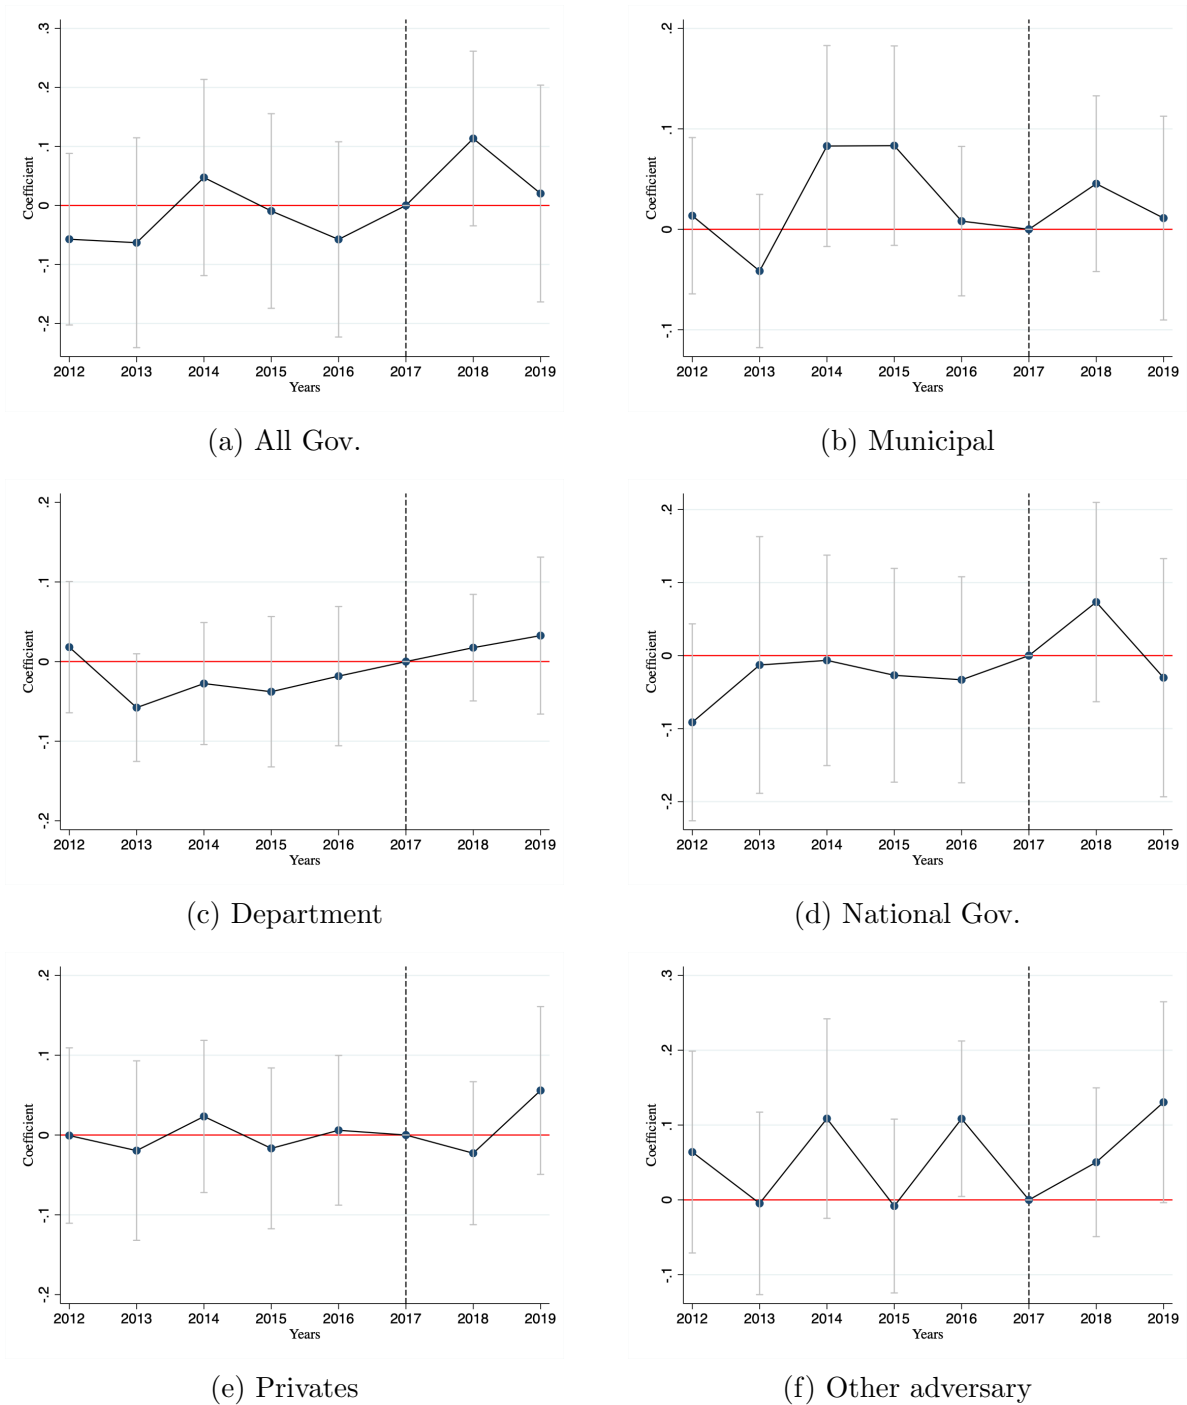 .3
.2
.1
0
-.1
-.2
Coefficient
2012 2013 2014 2015 2016 2017 2018 2019
Years
(a) All Gov.
.2
.1
0
-.1
Coefficient
2012 2013 2014 2015 2016 2017 2018 2019
Years
(b) Municipal
.2
.1
0
-.1
-.2
Coefficient
2012 2013 2014 2015 2016 2017 2018 2019
Years
(c) Department
.2
.1
0
-.1
-.2
Coefficient
2012 2013 2014 2015 2016 2017 2018 2019
Years
(d) National Gov.
.2
.1
0
-.1
-.2
Coefficient
2012 2013 2014 2015 2016 2017 2018 2019
Years
(e) Privates
.3
.2
.1
0
-.1
Coefficient
2012 2013 2014 2015 2016 2017 2018 2019
Years
(f) Other adversary